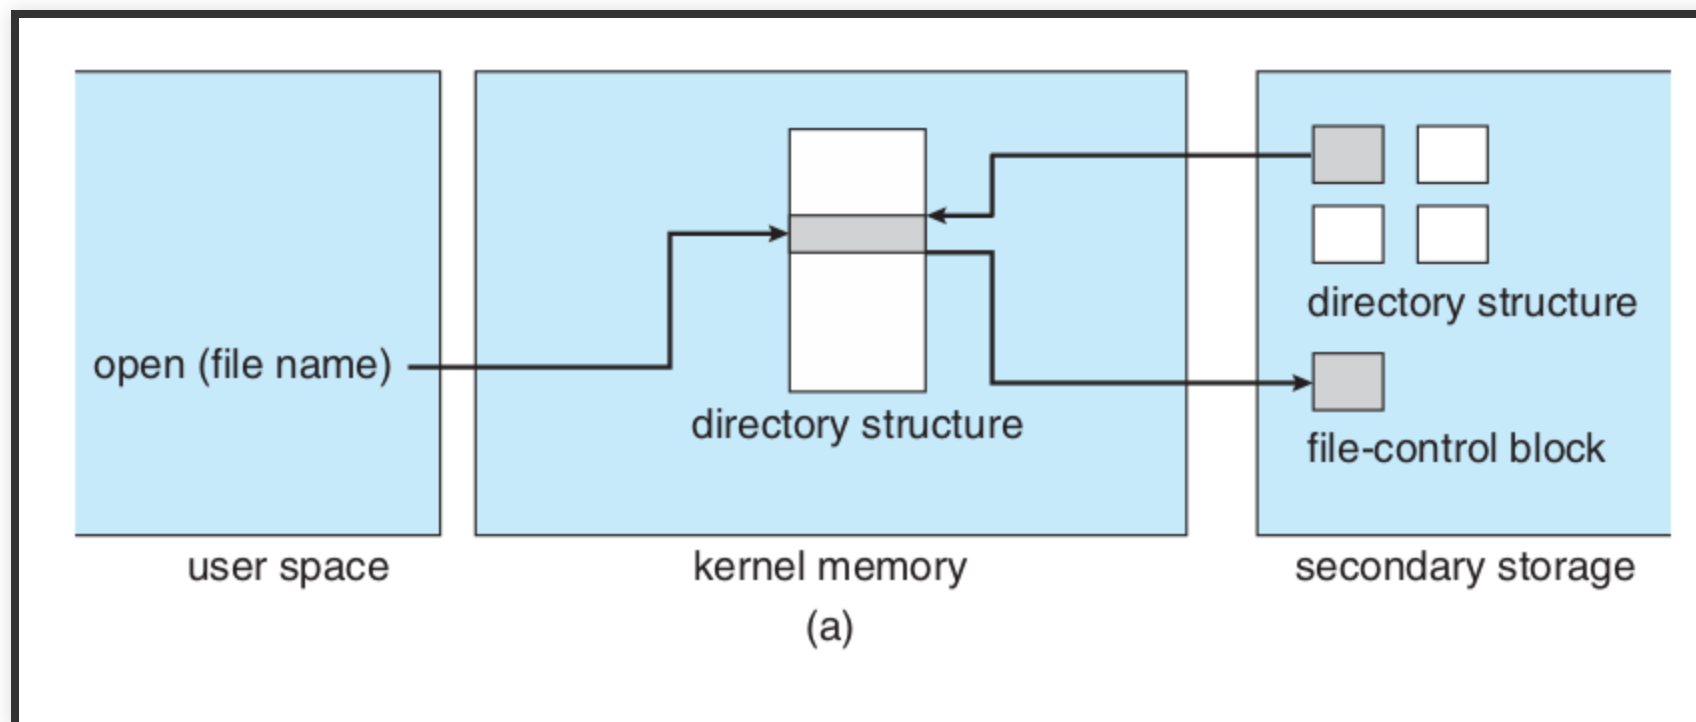 open (file name)
directory structure
directory structure
file-control block
user space
kernel memory
secondary storage
(a)